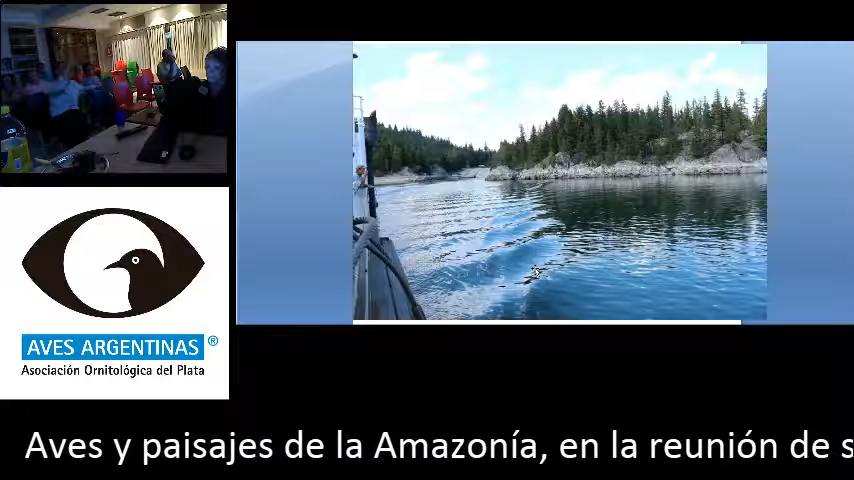 AVES ARGENTINAS ®
Asociación Ornitológica del Plata
Aves y paisajes de la Amazonía, en la reunión de s